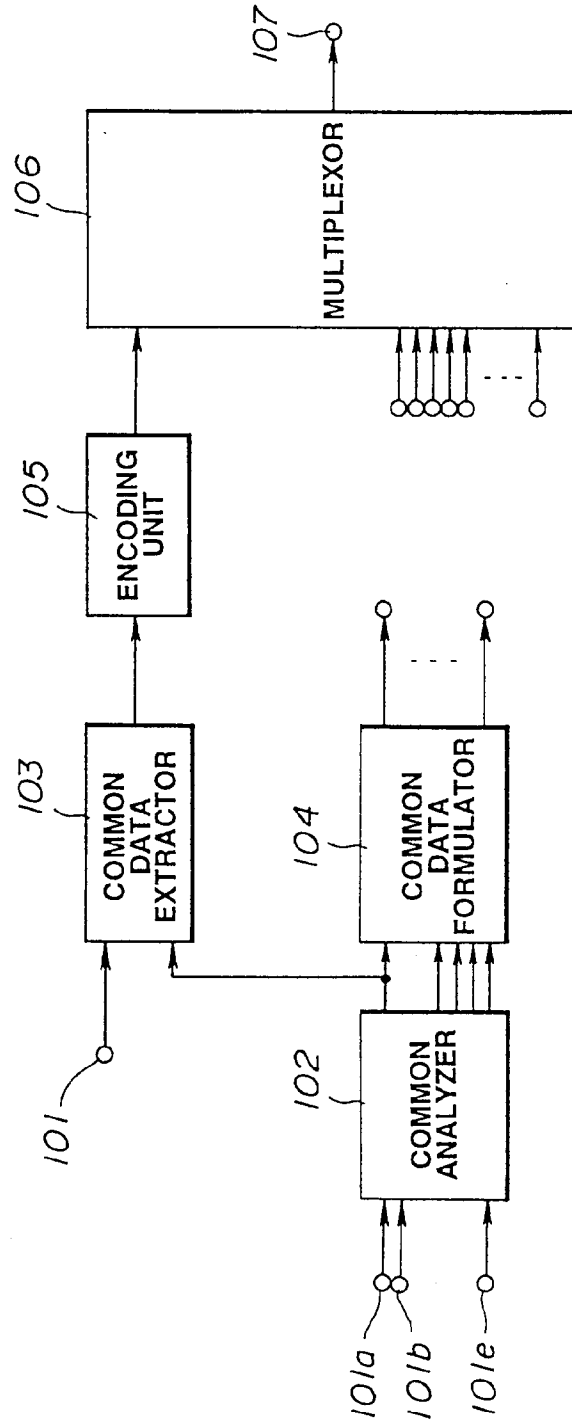 101
103
COMMON
DATA
EXTRACTOR
105
ENCODING
UNIT
106
MULTIPLEXOR
107
101a
101b
101e
102
COMMON
ANALYZER
104
COMMON
DATA
FORMULATOR